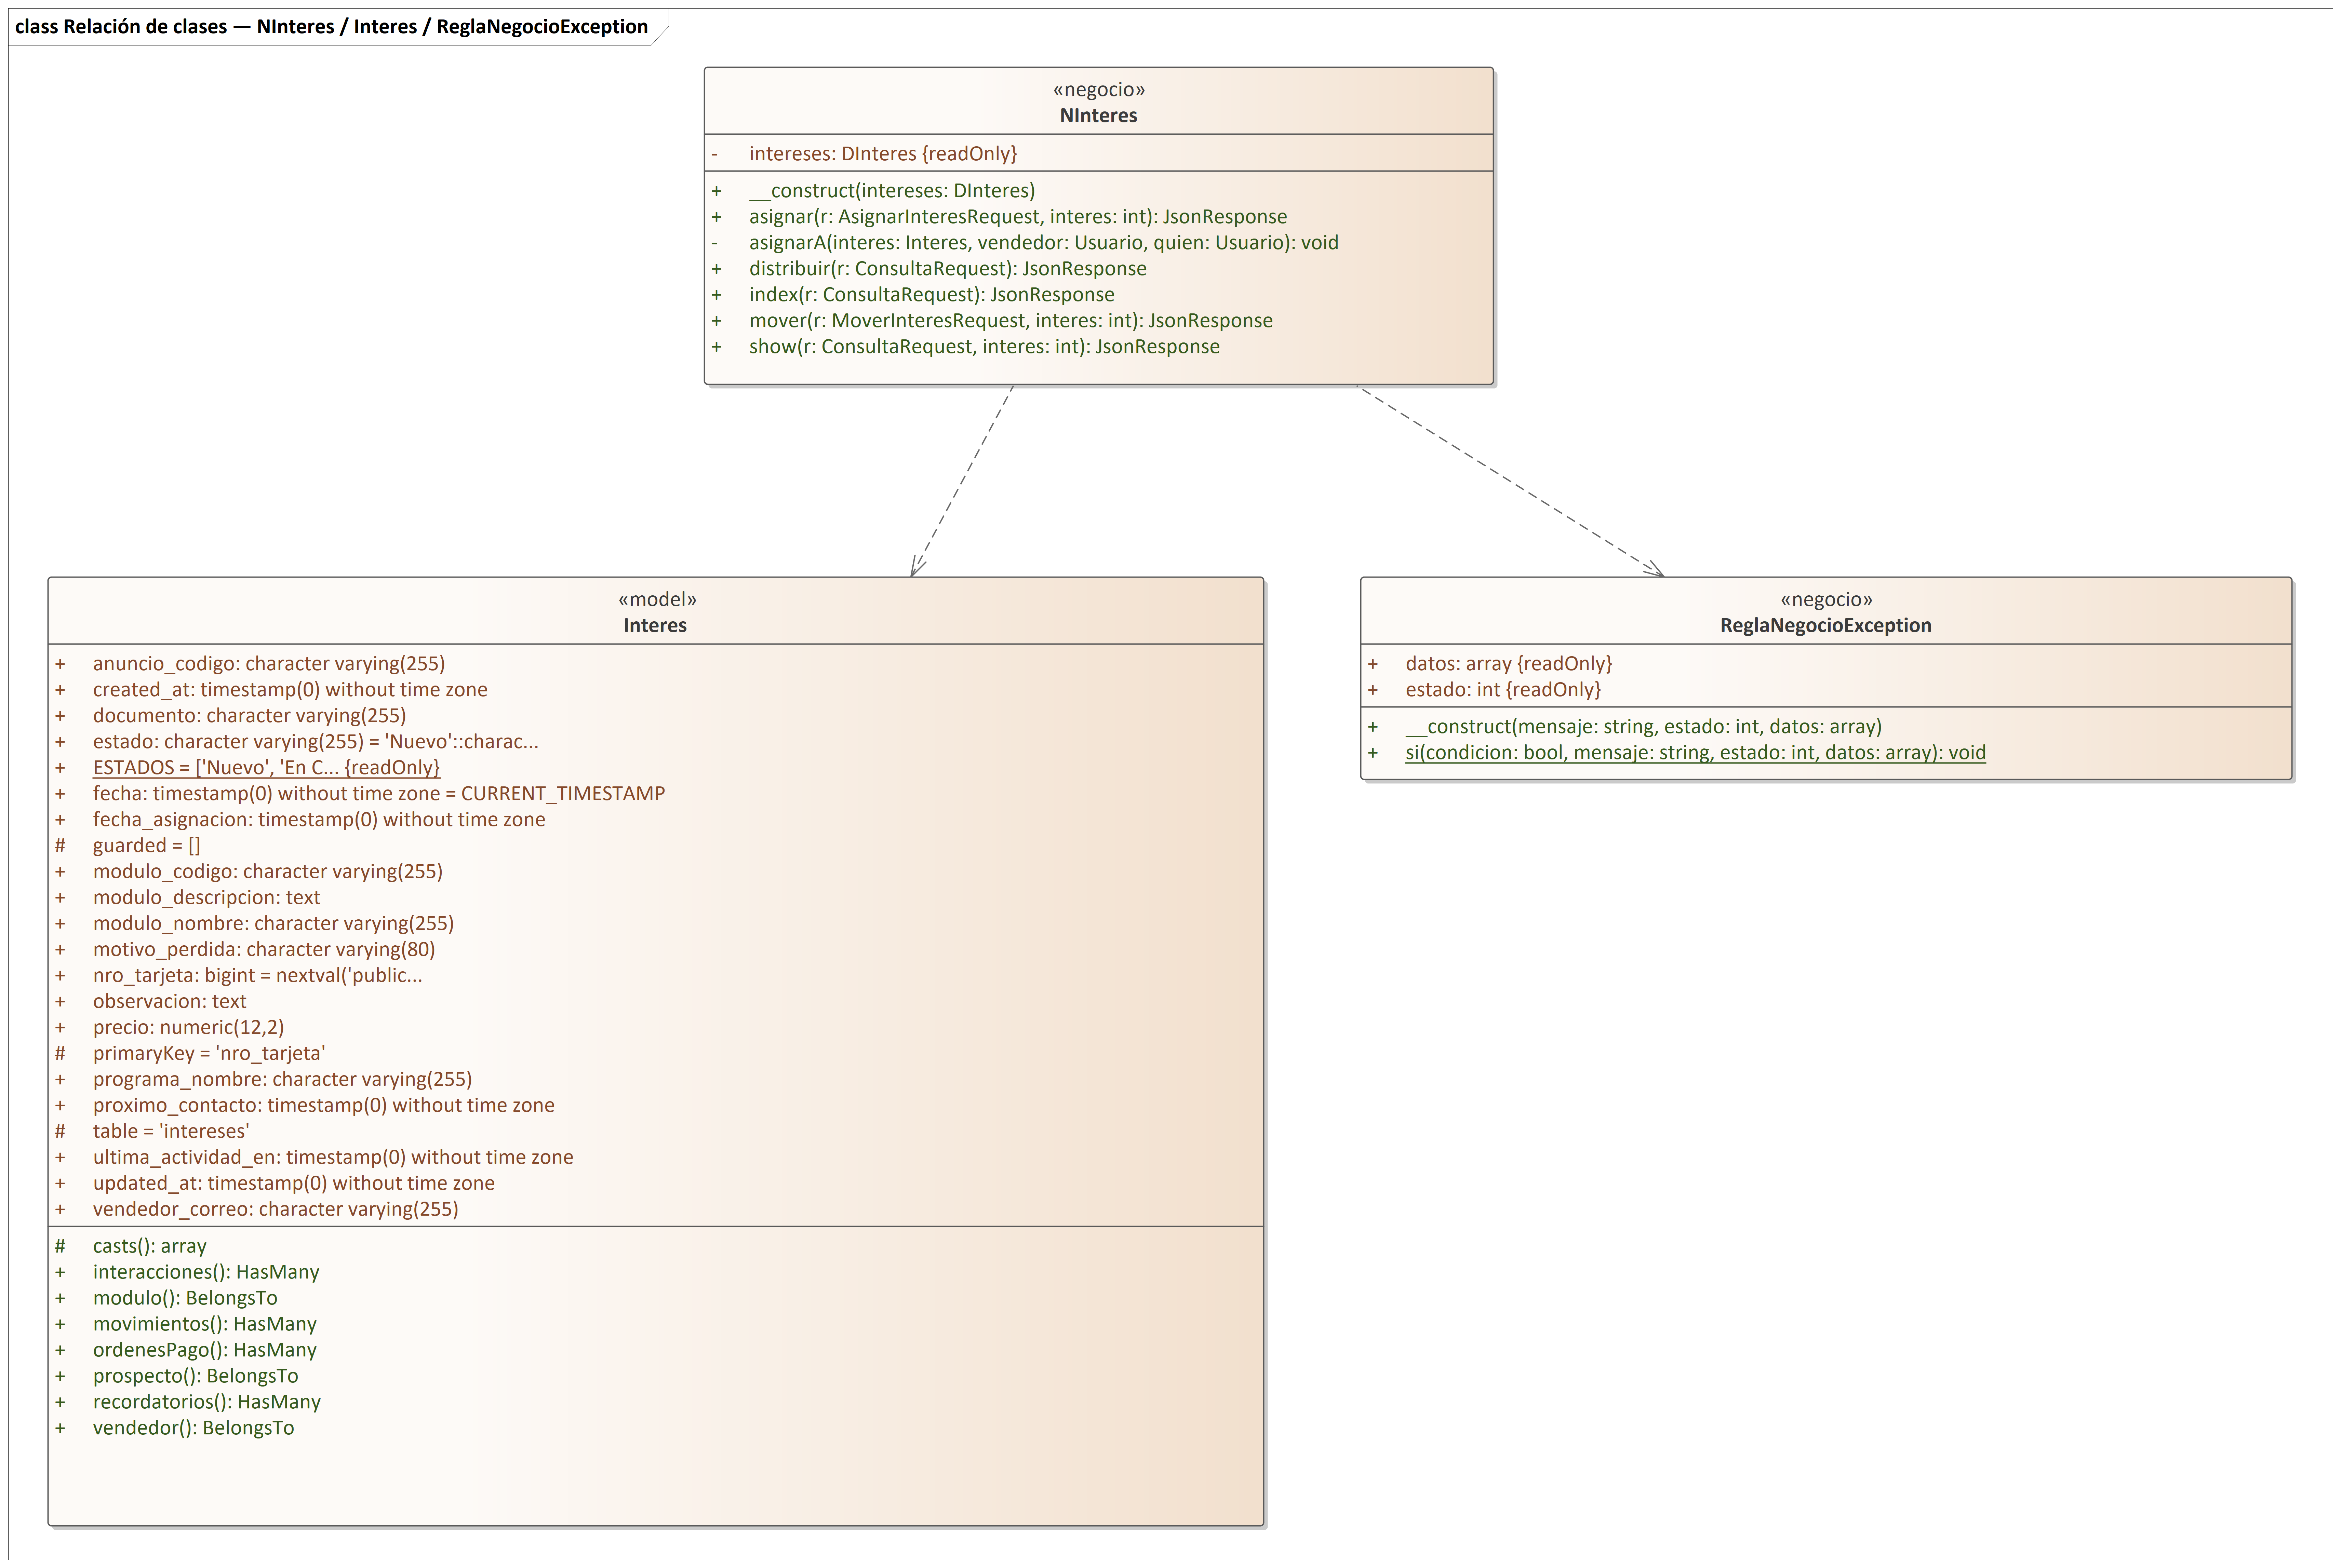 class Relación de clases — NInteres / Interes / ReglaNegocioException
«negocio»
NInteres
- intereses: DInteres {readOnly}
+ __construct(intereses: DInteres)
+ asignar(r: AsignarInteresRequest, interes: int): JsonResponse
- asignarA(interes: Interes, vendedor: Usuario, quien: Usuario): void
+ distribuir(r: ConsultaRequest): JsonResponse
+ index(r: ConsultaRequest): JsonResponse
+ mover(r: MoverInteresRequest, interes: int): JsonResponse
+ show(r: ConsultaRequest, interes: int): JsonResponse
«model»
Interes
+ anuncio_codigo: character varying(255)
+ created_at: timestamp(0) without time zone
+ documento: character varying(255)
+ estado: character varying(255) = 'Nuevo'::charac...
+ ESTADOS = ['Nuevo', 'En C... {readOnly}
+ fecha: timestamp(0) without time zone = CURRENT_TIMESTAMP
+ fecha_asignacion: timestamp(0) without time zone
# guarded = []
+ modulo_codigo: character varying(255)
+ modulo_descripcion: text
+ modulo_nombre: character varying(255)
+ motivo_perdida: character varying(80)
+ nro_tarjeta: bigint = nextval('public...
+ observacion: text
+ precio: numeric(12,2)
# primaryKey = 'nro_tarjeta'
+ programa_nombre: character varying(255)
+ proximo_contacto: timestamp(0) without time zone
# table = 'intereses'
+ ultima_actividad_en: timestamp(0) without time zone
+ updated_at: timestamp(0) without time zone
+ vendedor_correo: character varying(255)
# casts(): array
+ interacciones(): HasMany
+ modulo(): BelongsTo
+ movimientos(): HasMany
+ ordenesPago(): HasMany
+ prospecto(): BelongsTo
+ recordatorios(): HasMany
+ vendedor(): BelongsTo
«negocio»
ReglaNegocioException
+ datos: array {readOnly}
+ estado: int {readOnly}
+ __construct(mensaje: string, estado: int, datos: array)
+ si(condicion: bool, mensaje: string, estado: int, datos: array): void